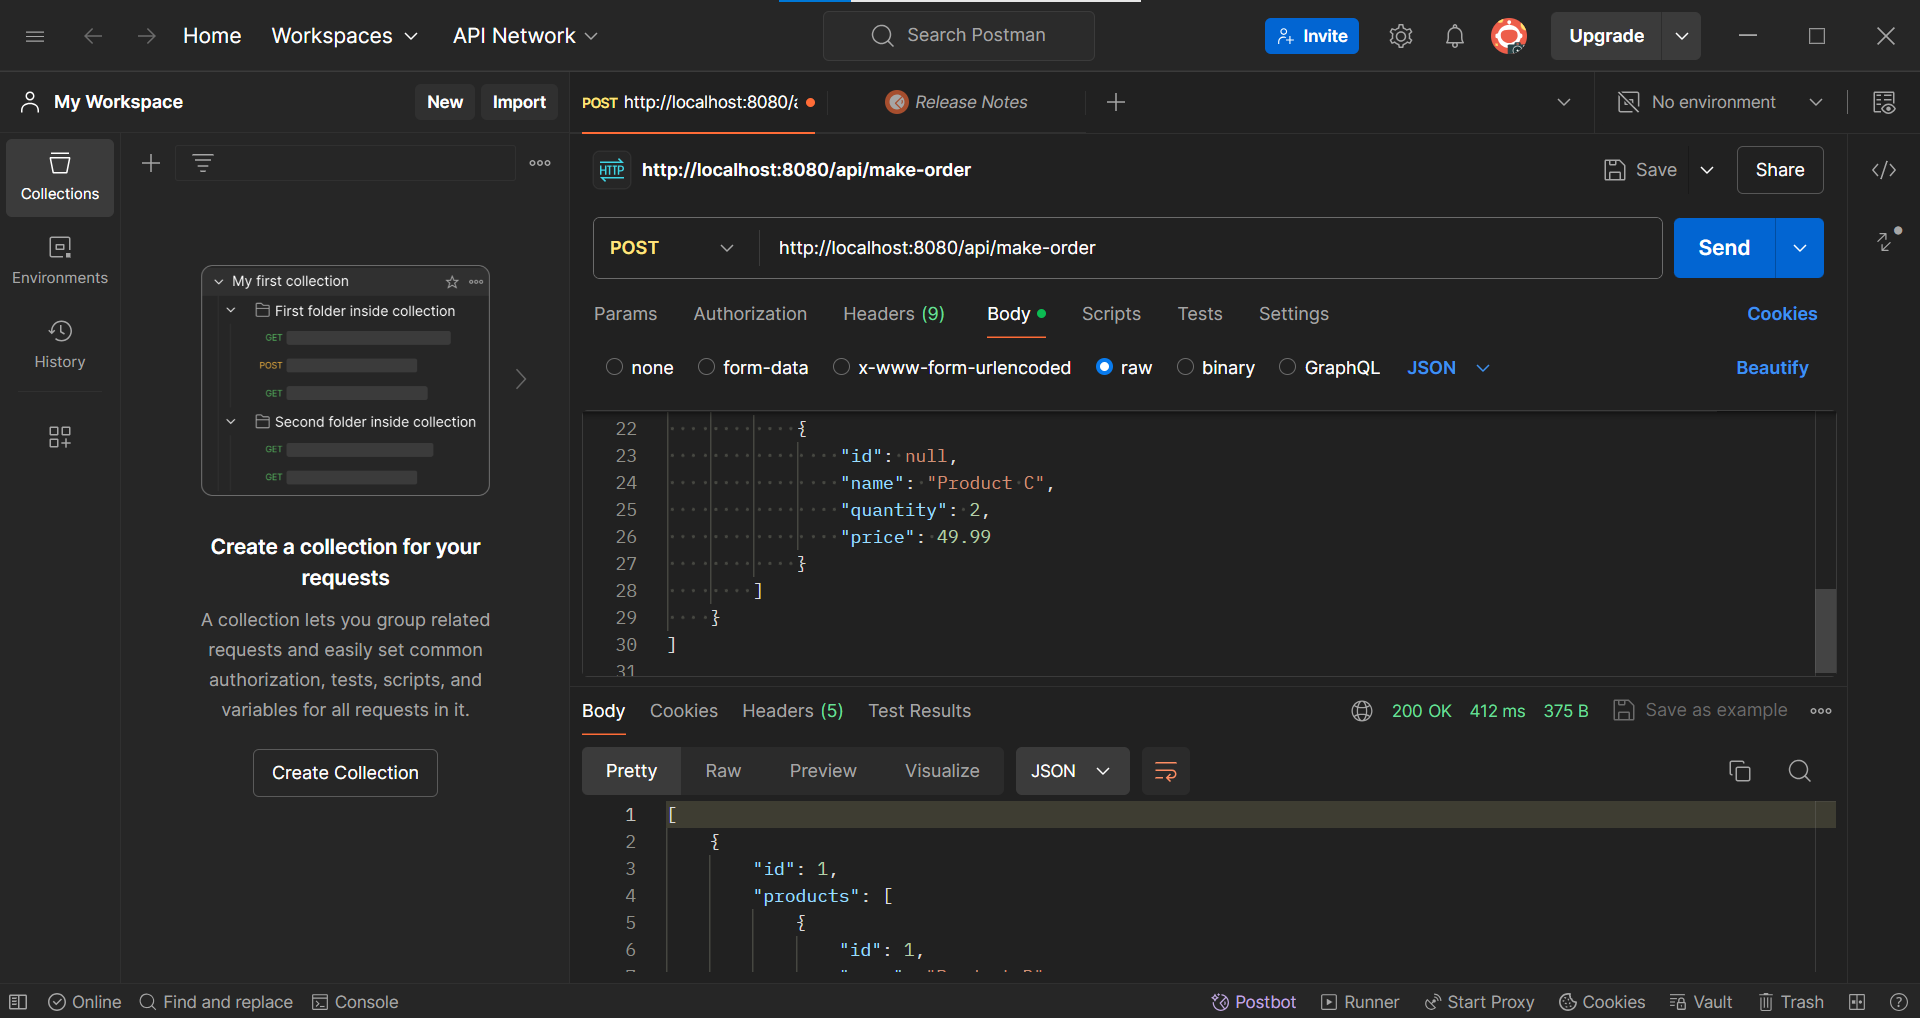 Home
Workspaces
API Network
Search Postman
Invite
Upgrade
My Workspace
New
Import
POST http://localhost:8080/a
Release Notes
No environment
Collections
Environments
History
My first collection
First folder inside collection
GET
POST
GET
Second folder inside collection
GET
GET
Create a collection for your
requests
A collection lets you group related
requests and easily set common
authorization, tests, scripts, and
variables for all requests in it.
Create Collection
HTTP
http://localhost:8080/api/make-order
Save
Share
POST
http://localhost:8080/api/make-order
Send
Params
Authorization
Headers (9)
Body
Scripts
Tests
Settings
Cookies
none
form-data
x-www-form-urlencoded
raw
binary
GraphQL
JSON
Beautify
22 {
23 "id": null,
24 "name": "Product C",
25 "quantity": 2,
26 "price": 49.99
27 }
28 ]
29 }
30 ]
31
Body
Cookies
Headers (5)
Test Results
200 OK
412 ms
375 B
Save as example
Pretty
Raw
Preview
Visualize
JSON
1 [
2 {
3 "id": 1,
4 "products": [
5 {
6 "id": 1,
Online
Find and replace
Console
Postbot
Runner
Start Proxy
Cookies
Vault
Trash